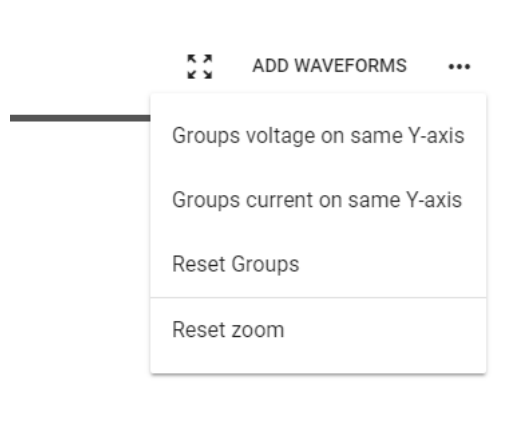 ADD WAVEFORMS
Groups voltage on same Y-axis
Groups current on same Y-axis
Reset Groups
Reset zoom